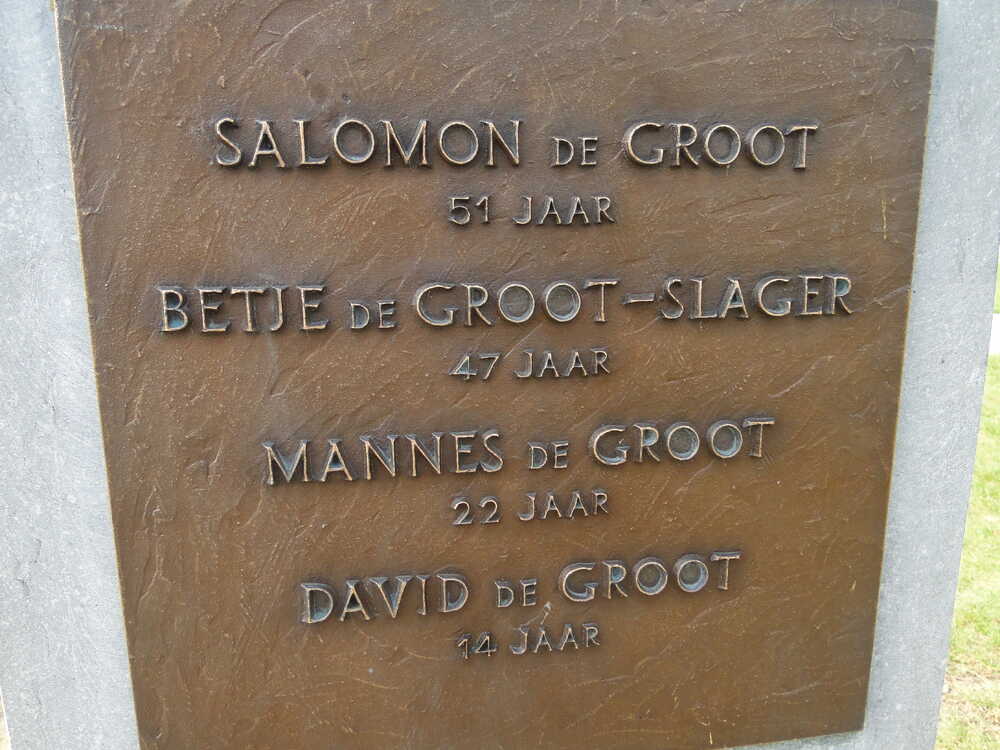 SALOMON DE GROOT
51 JAAR
BETJE DE GROOT-SLAGER
47 JAAR
MANNES DE GROOT
22 JAAR
DAVID DE GROOT
14 JAAR